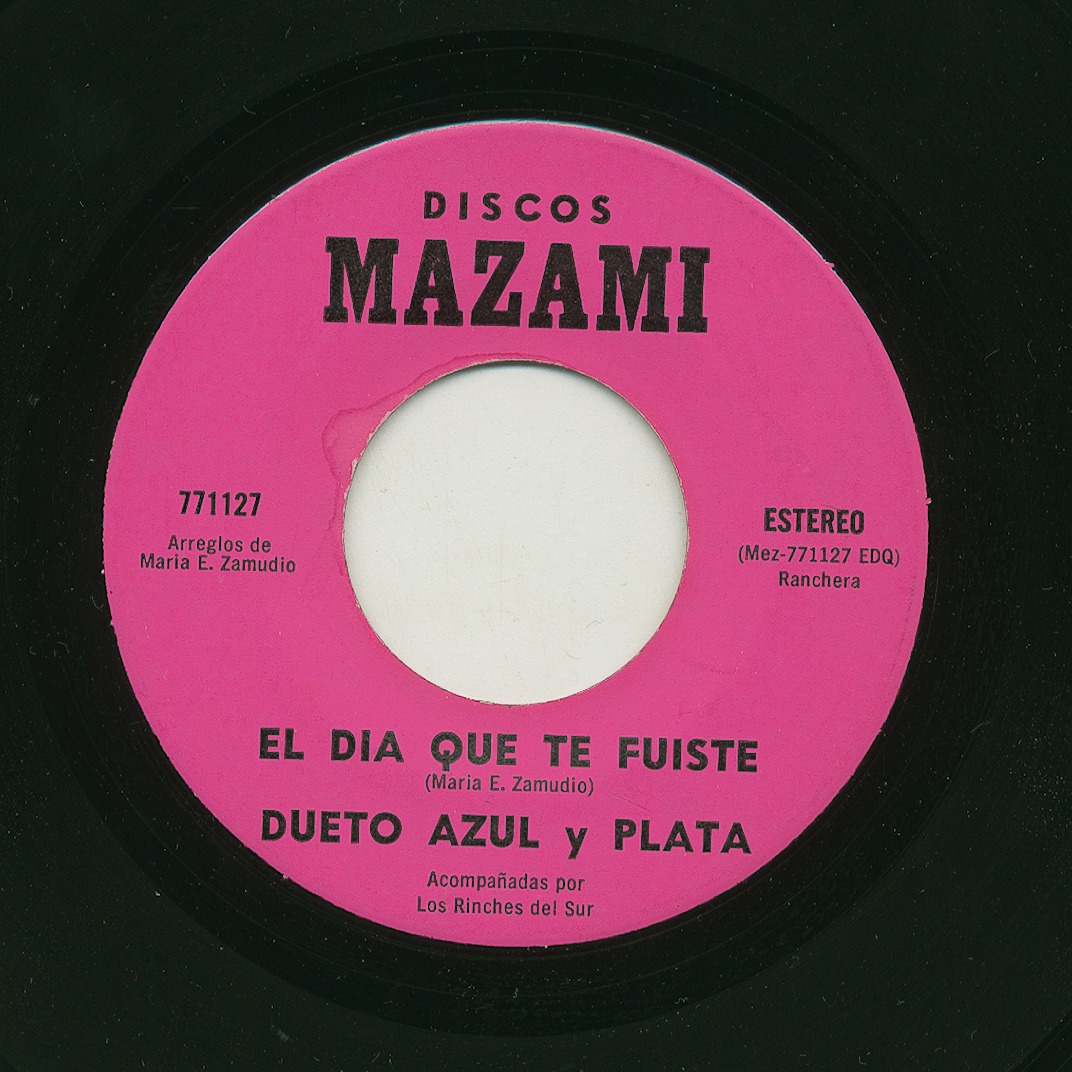 DISCOS
MAZAMI
771127
Arreglos de
Maria E. Zamudio
ESTEREO
(Mez-771127 EDQ)
Ranchera
EL DIA QUE TE FUISTE
(Maria E. Zamudio)
DUETO AZUL y PLATA
Acompañadas por
Los Rinches del Sur